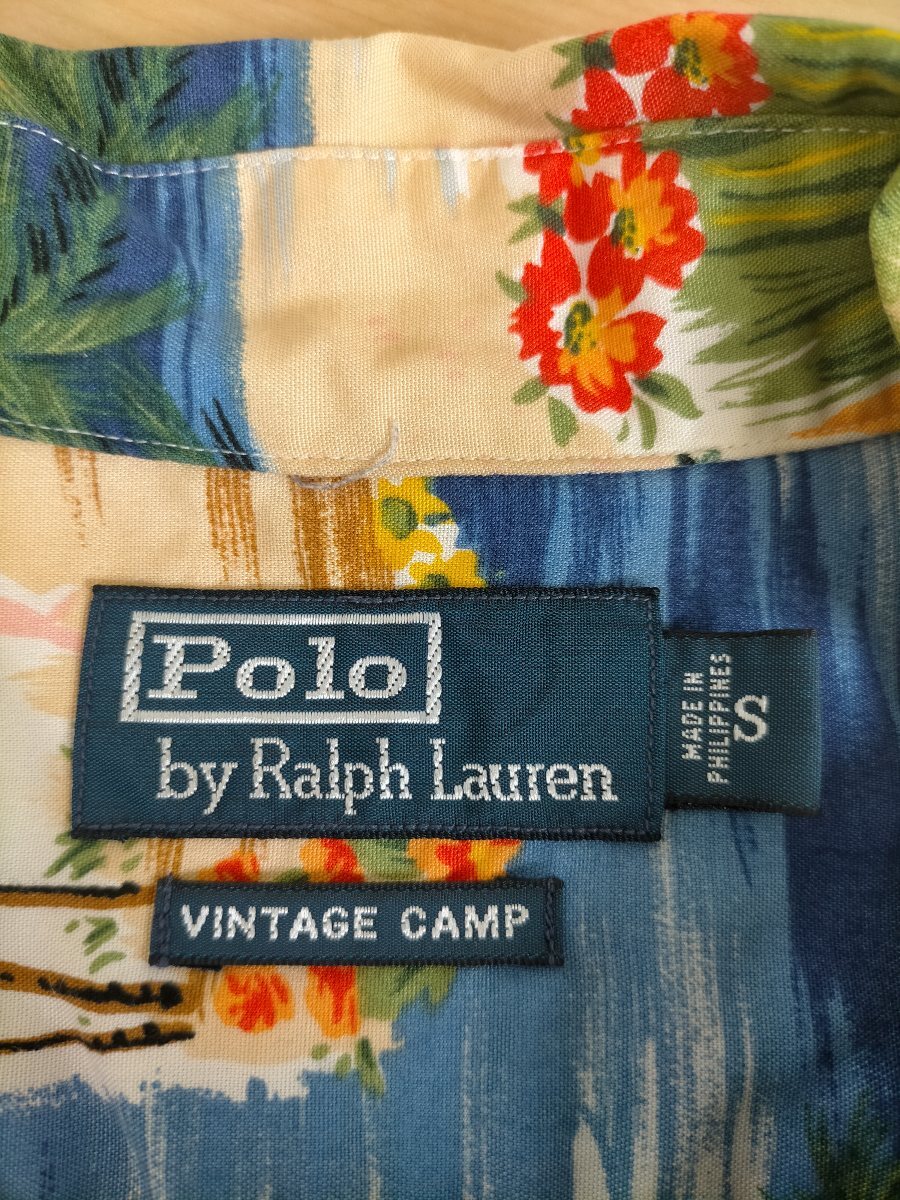 Polo
by Ralph Lauren
MADE IN
PHILIPPINES
S
VINTAGE CAMP